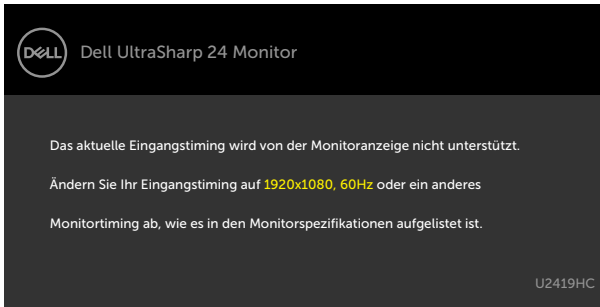 DELL
Dell UltraSharp 24 Monitor
Das aktuelle Eingangstiming wird von der Monitoranzeige nicht unterstützt.
Ändern Sie Ihr Eingangstiming auf 1920x1080, 60Hz oder ein anderes
Monitortiming ab, wie es in den Monitorspezifikationen aufgelistet ist.
U2419HC